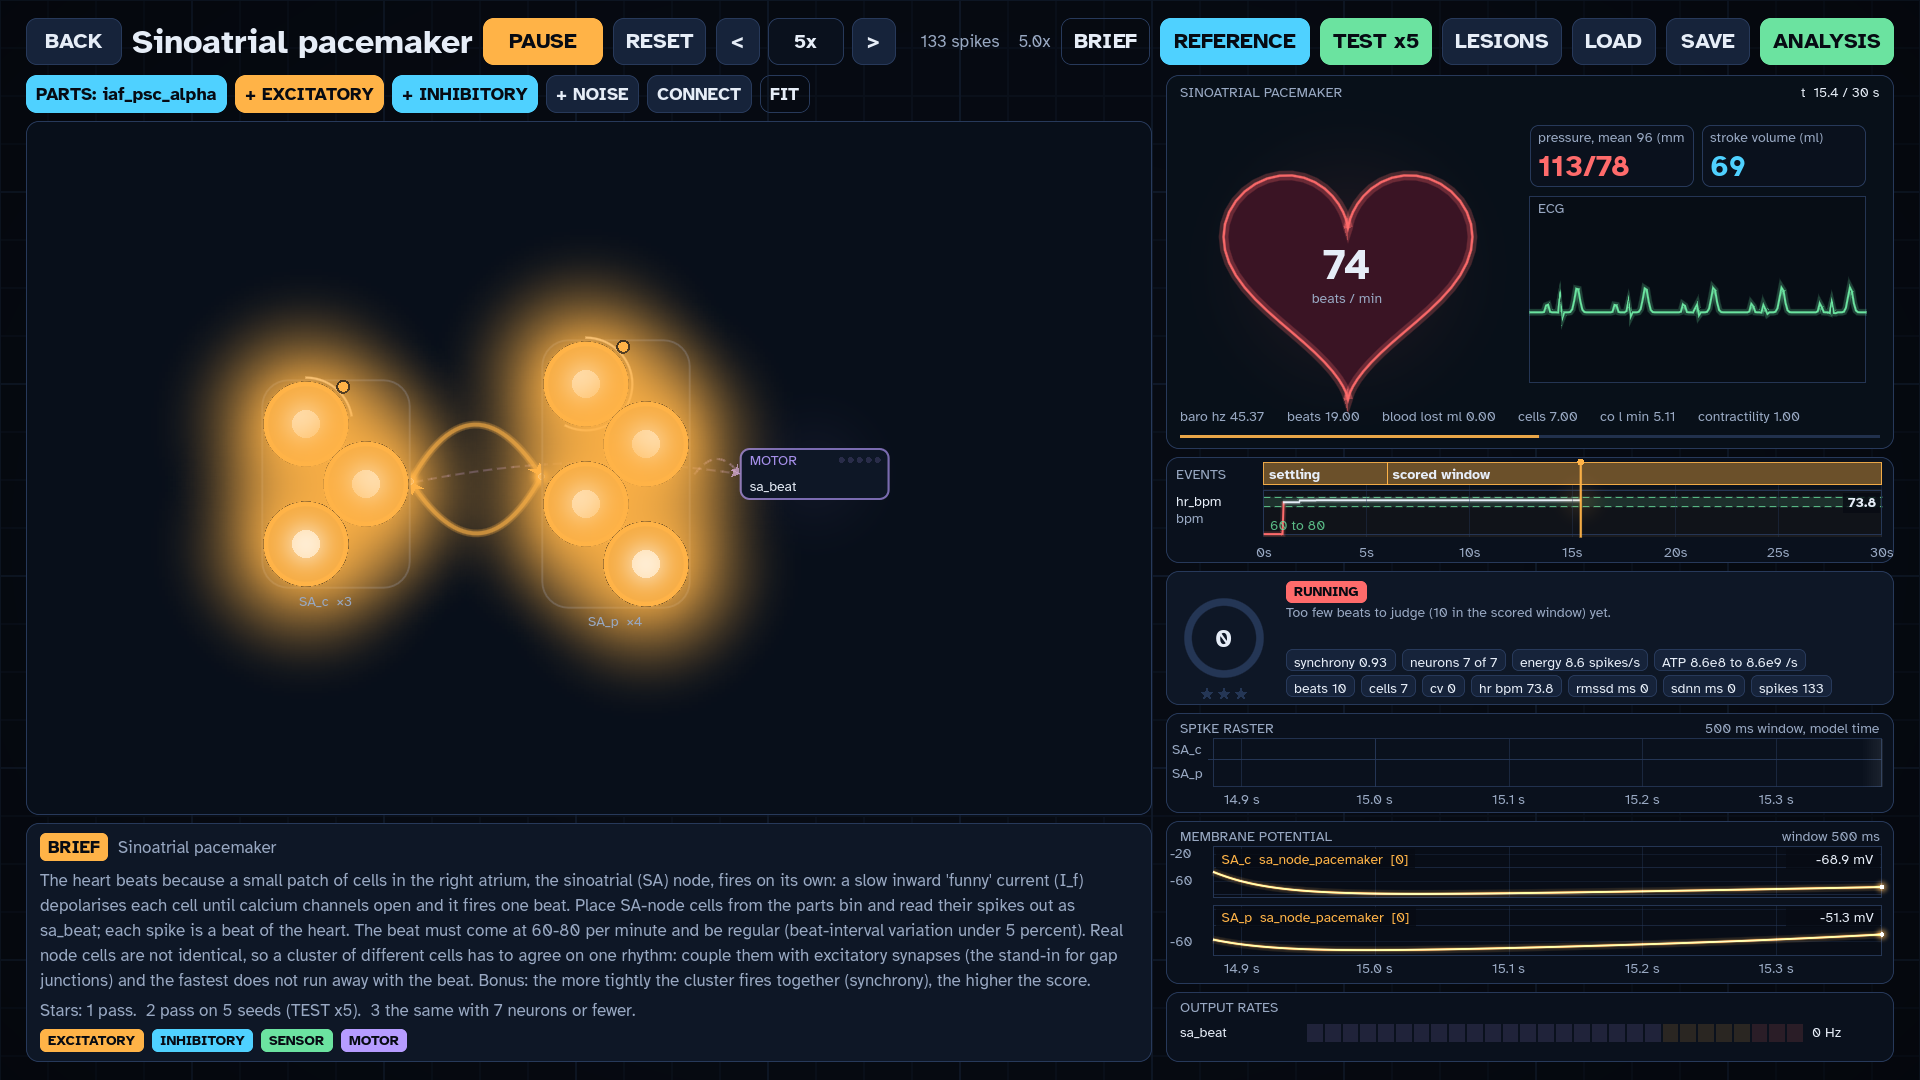 BACK
Sinoatrial pacemaker
PAUSE
RESET
<
5x
>
133 spikes
5.0x
BRIEF
REFERENCE
TEST x5
LESIONS
LOAD
SAVE
ANALYSIS
PARTS: iaf_psc_alpha
+ EXCITATORY
+ INHIBITORY
+ NOISE
CONNECT
FIT
SA_c ×3
SA_p ×4
MOTOR
sa_beat
SINOATRIAL PACEMAKER
t 15.4 / 30 s
74
beats / min
pressure, mean 96 (mm
113/78
stroke volume (ml)
69
ECG
baro hz 45.37
beats 19.00
blood lost ml 0.00
cells 7.00
co l min 5.11
contractility 1.00
EVENTS
settling
scored window
hr_bpm
bpm
60 to 80
73.8
0s 5s 10s 15s 20s 25s 30s
0
★★★
RUNNING
Too few beats to judge (10 in the scored window) yet.
synchrony 0.93
neurons 7 of 7
energy 8.6 spikes/s
ATP 8.6e8 to 8.6e9 /s
beats 10
cells 7
cv 0
hr bpm 73.8
rmssd ms 0
sdnn ms 0
spikes 133
SPIKE RASTER
500 ms window, model time
SA_c
SA_p
14.9 s 15.0 s 15.1 s 15.2 s 15.3 s
MEMBRANE POTENTIAL
window 500 ms
-20
-60
SA_c sa_node_pacemaker [0]
-68.9 mV
SA_p sa_node_pacemaker [0]
-51.3 mV
-60
14.9 s 15.0 s 15.1 s 15.2 s 15.3 s
OUTPUT RATES
sa_beat
0 Hz
BRIEF
Sinoatrial pacemaker
The heart beats because a small patch of cells in the right atrium, the sinoatrial (SA) node, fires on its own: a slow inward 'funny' current (I_f)
depolarises each cell until calcium channels open and it fires one beat. Place SA-node cells from the parts bin and read their spikes out as
sa_beat; each spike is a beat of the heart. The beat must come at 60-80 per minute and be regular (beat-interval variation under 5 percent). Real
node cells are not identical, so a cluster of different cells has to agree on one rhythm: couple them with excitatory synapses (the stand-in for gap
junctions) and the fastest does not run away with the beat. Bonus: the more tightly the cluster fires together (synchrony), the higher the score.
Stars: 1 pass. 2 pass on 5 seeds (TEST x5). 3 the same with 7 neurons or fewer.
EXCITATORY
INHIBITORY
SENSOR
MOTOR